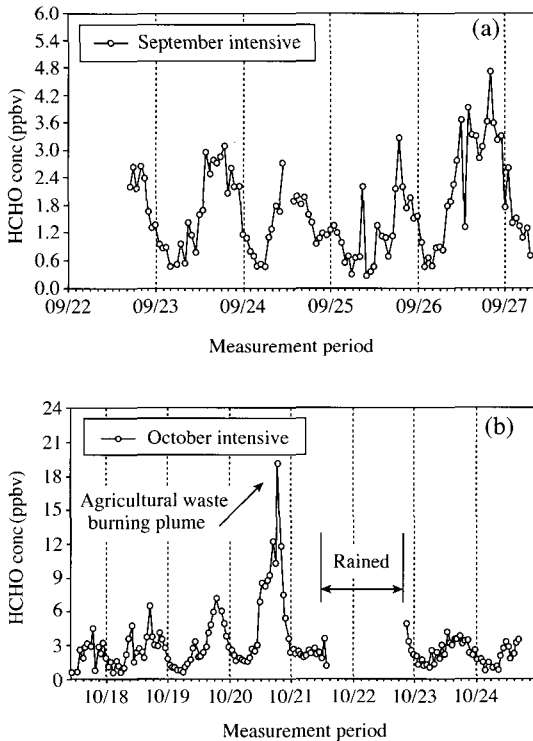 (a)
September intensive
HCHO conc (ppbv)
6.0
5.4
4.8
4.2
3.6
3.0
2.4
1.8
1.2
0.6
0.0
09/22 09/23 09/24 09/25 09/26 09/27
Measurement period
(b)
October intensive
HCHO conc (ppbv)
24
21
18
15
12
9
6
3
0
Agricultural waste
burning plume
Rained
10/18 10/19 10/20 10/21 10/22 10/23 10/24
Measurement period